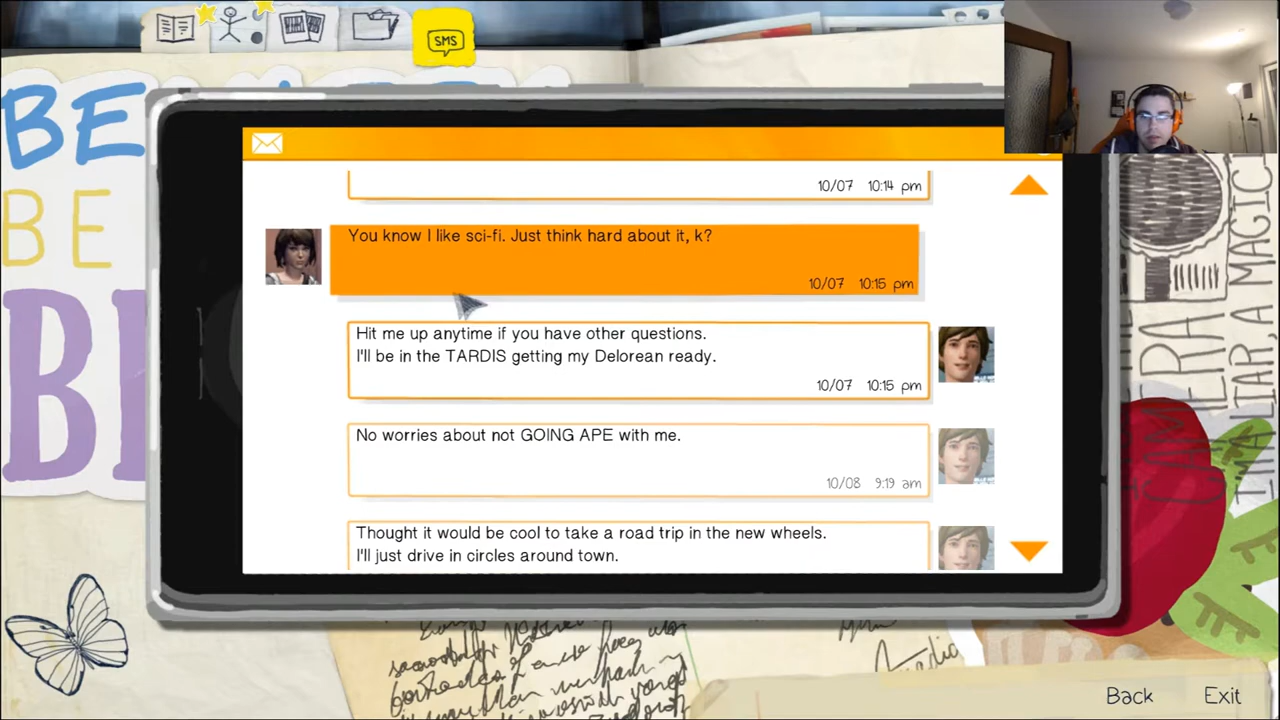 SMS
BE
BE
10/07 10:14 pm
You know I like sci-fi. Just think hard about it, k?
10/07 10:15 pm
Hit me up anytime if you have other questions.
I'll be in the TARDIS getting my Delorean ready.
10/07 10:15 pm
No worries about not GOING APE with me.
10/08 9:19 am
Thought it would be cool to take a road trip in the new wheels.
I'll just drive in circles around town.
CAMERA
LIAR, A MAGIC
Back Exit